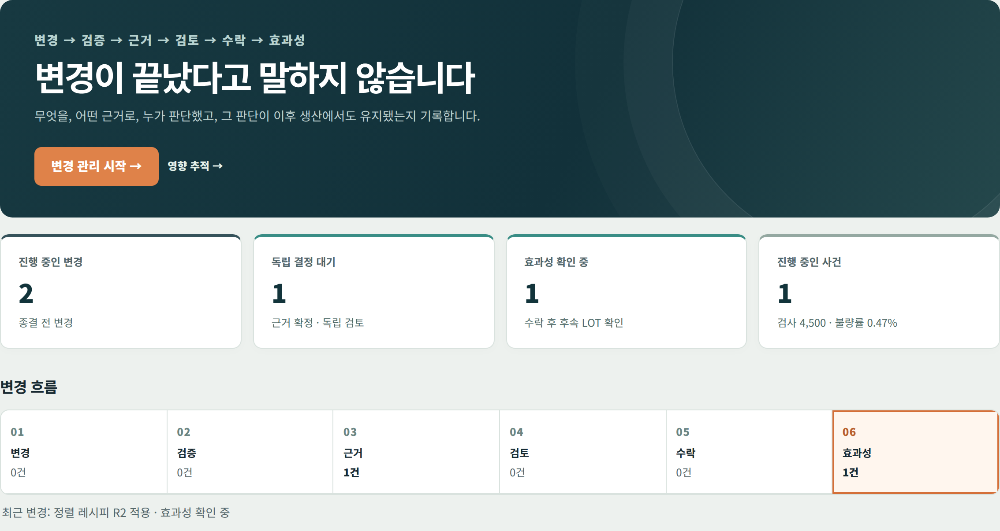 변경 → 검증 → 근거 → 검토 → 수락 → 효과성
변경이 끝났다고 말하지 않습니다
무엇을, 어떤 근거로, 누가 판단했고, 그 판단이 이후 생산에서도 유지됐는지 기록합니다.
변경 관리 시작 →
영향 추적 →
진행 중인 변경
2
종결 전 변경
독립 결정 대기
1
근거 확정 · 독립 검토
효과성 확인 중
1
수락 후 후속 LOT 확인
진행 중인 사건
1
검사 4,500 · 불량률 0.47%
변경 흐름
01
변경
0건
02
검증
0건
03
근거
1건
04
검토
0건
05
수락
0건
06
효과성
1건
최근 변경: 정렬 레시피 R2 적용 · 효과성 확인 중